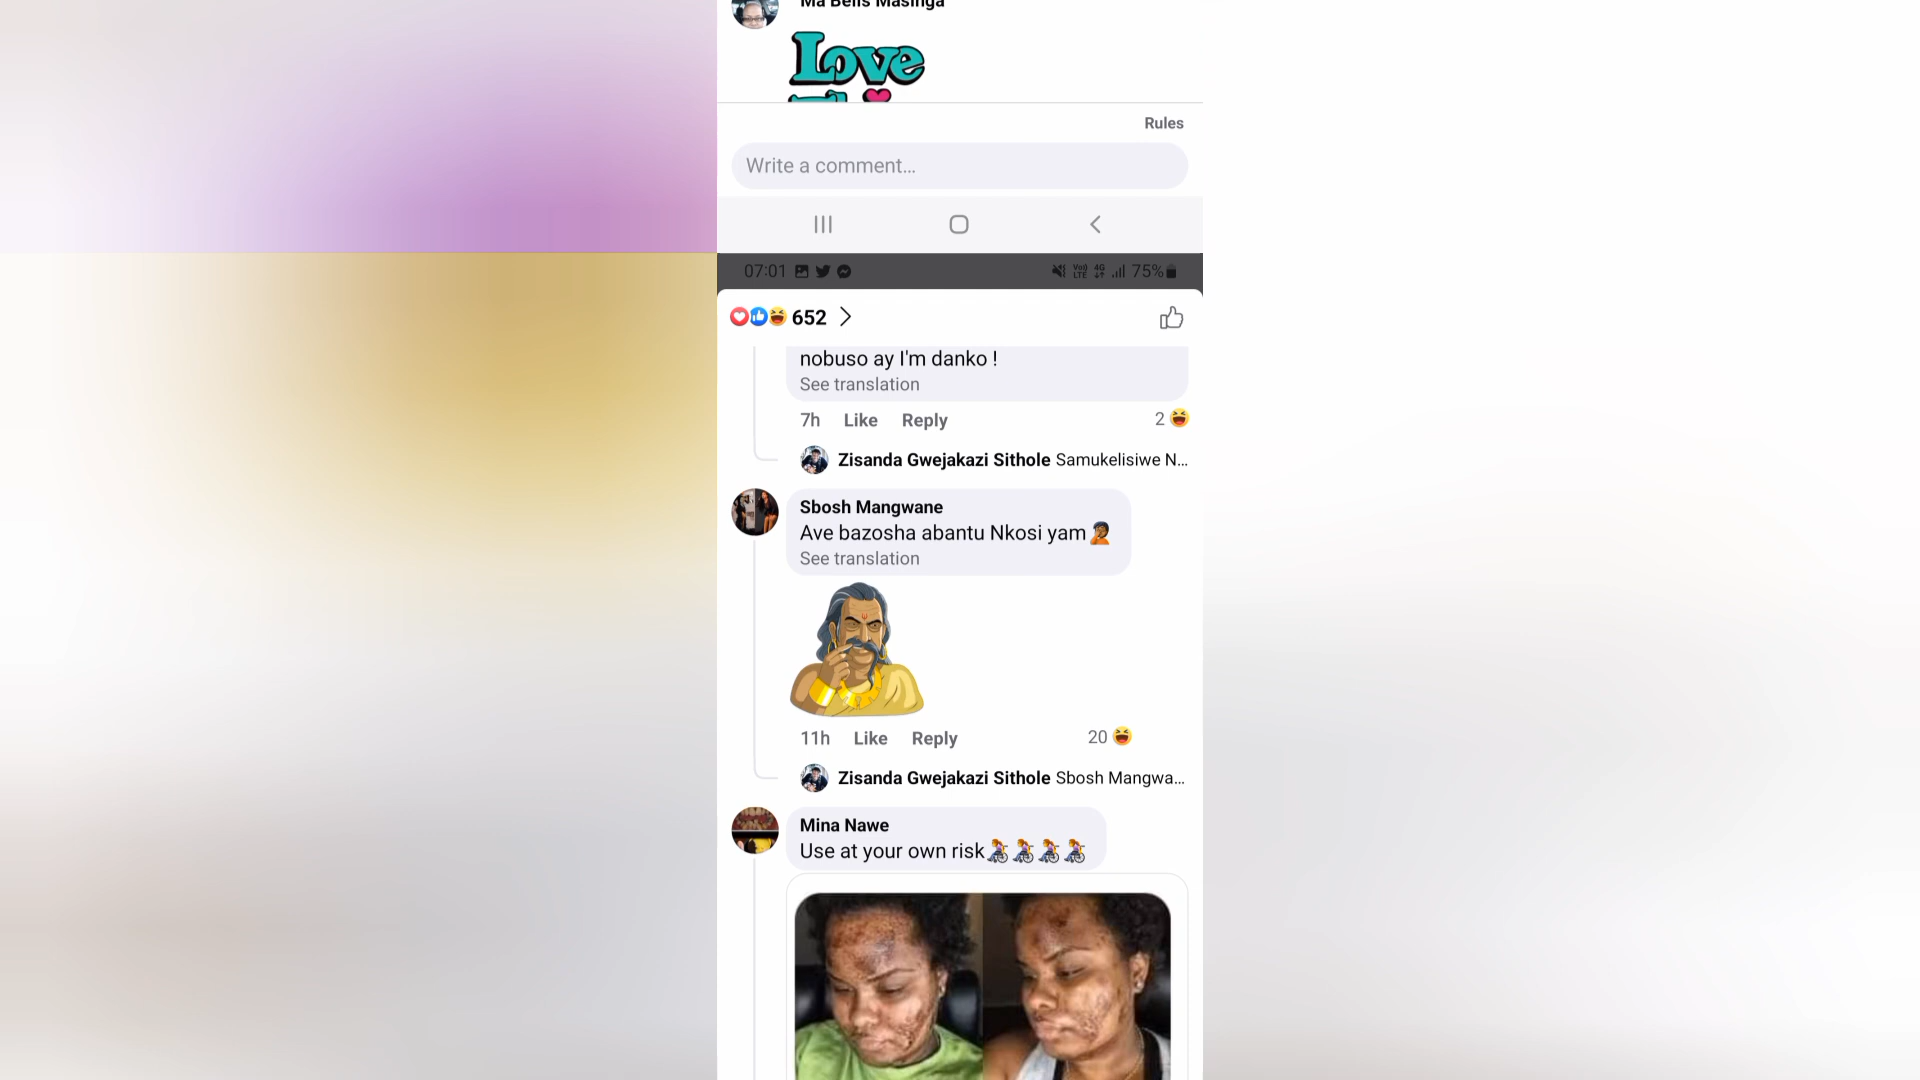 Ma Bells Masinga
Love
Rules
Write a comment...
07:01 75%
652
nobuso ay I'm danko !
See translation
7h Like Reply 2
Zisanda Gwejakazi Sithole Samukelisiwe N...
Sbosh Mangwane
Ave bazosha abantu Nkosi yam
See translation
11h Like Reply 20
Zisanda Gwejakazi Sithole Sbosh Mangwa...
Mina Nawe
Use at your own risk